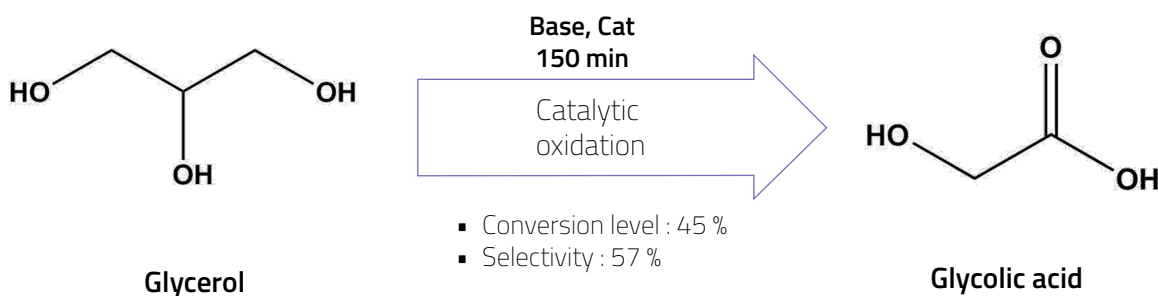 HO
OH
OH
Glycerol
Base, Cat
150 min
Catalytic
oxidation
▪ Conversion level : 45 %
▪ Selectivity : 57 %
O
HO
OH
Glycolic acid